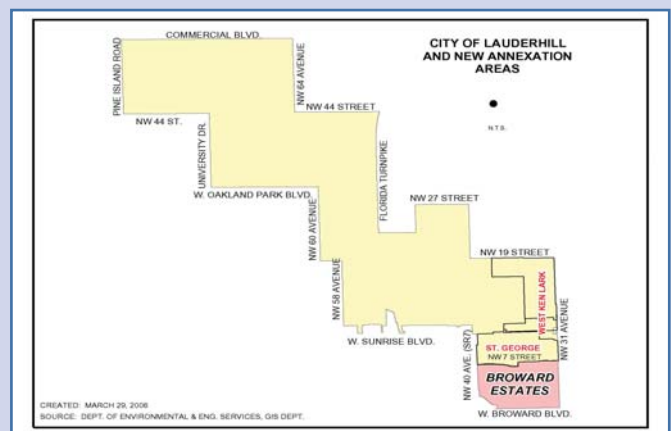 COMMERCIAL BLVD.
CITY OF LAUDERHILL
AND NEW ANNEXATION
AREAS
PINE ISLAND ROAD
NW 64 AVENUE
NW 44 STREET
N.T.S.
NW 44 ST.
UNIVERSITY DR.
FLORIDA TURNPIKE
W. OAKLAND PARK BLVD.
NW 27 STREET
NW 60 AVENUE
NW 19 STREET
NW 58 AVENUE
WEST KEN LARK
NW 31 AVENUE
W. SUNRISE BLVD.
NW 40 AVE. (SR7)
ST. GEORGE
NW 7 STREET
BROWARD
ESTATES
W. BROWARD BLVD.
CREATED: MARCH 29, 2006
SOURCE: DEPT. OF ENVIRONMENTAL & ENG. SERVICES, GIS DEPT.